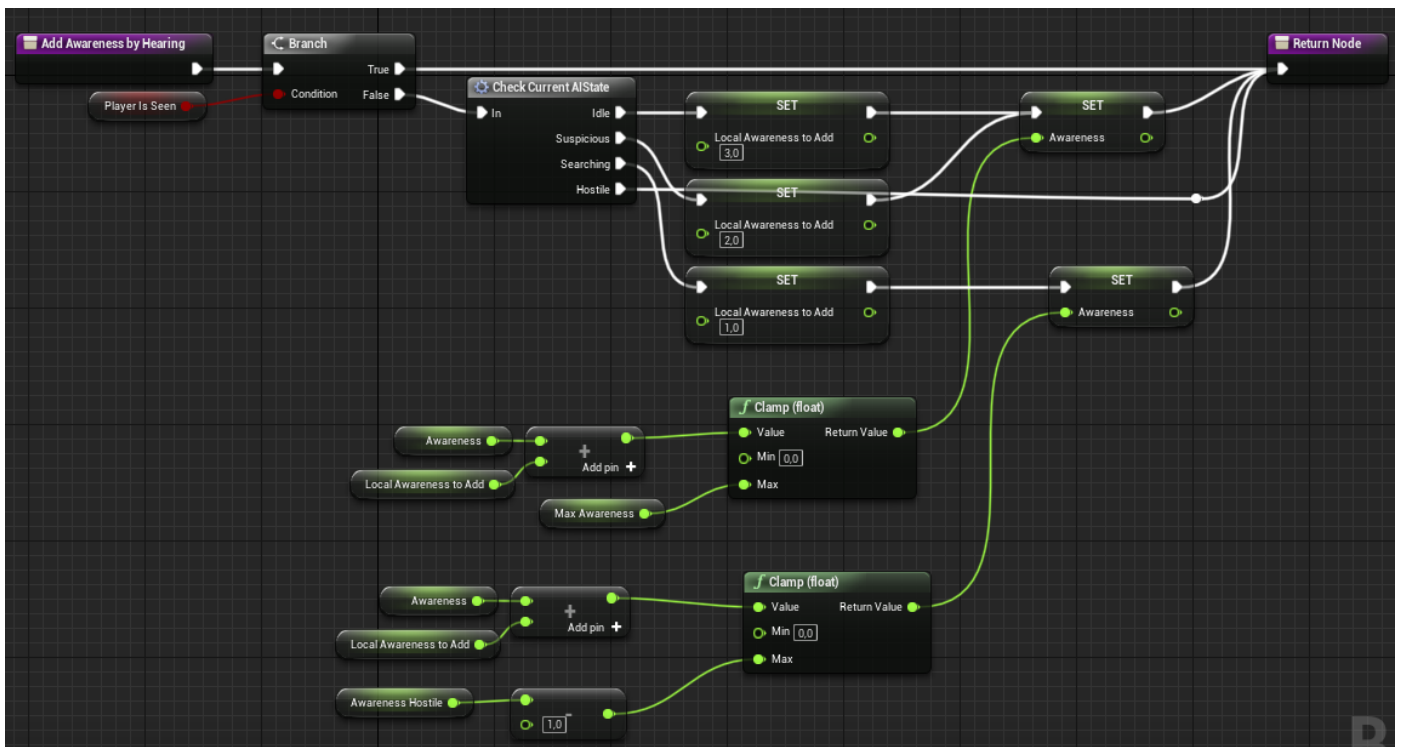 Add Awareness by Hearing
Player Is Seen
Branch
True
Condition
False
Check Current AIState
In
Idle
Suspicious
Searching
Hostile
SET
Local Awareness to Add
3,0
SET
Local Awareness to Add
2,0
SET
Local Awareness to Add
1,0
SET
Awareness
SET
Awareness
Return Node
Awareness
Local Awareness to Add
+
Add pin +
Max Awareness
Clamp (float)
Value
Return Value
Min 0,0
Max
Awareness
Local Awareness to Add
+
Add pin +
Awareness Hostile
-
1,0
Clamp (float)
Value
Return Value
Min 0,0
Max